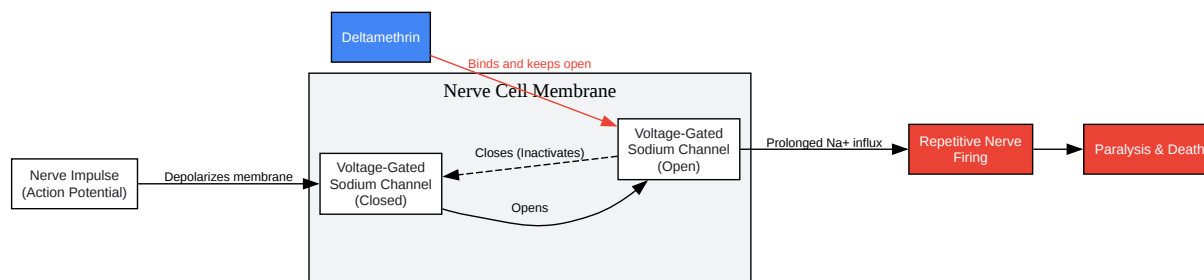 Deltamethrin
Binds and keeps open
Nerve Cell Membrane
Nerve Impulse
(Action Potential)
Depolarizes membrane
Voltage-Gated
Sodium Channel
(Closed)
Closes (Inactivates)
Opens
Voltage-Gated
Sodium Channel
(Open)
Prolonged Na+ influx
Repetitive Nerve
Firing
Paralysis & Death